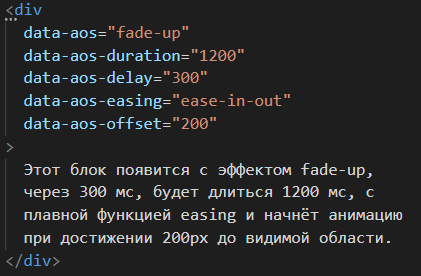 <div
data-aos="fade-up"
data-aos-duration="1200"
data-aos-delay="300"
data-aos-easing="ease-in-out"
data-aos-offset="200"
>
Этот блок появится с эффектом fade-up,
через 300 мс, будет длиться 1200 мс, с
плавной функцией easing и начнёт анимацию
при достижении 200px до видимой области.
</div>